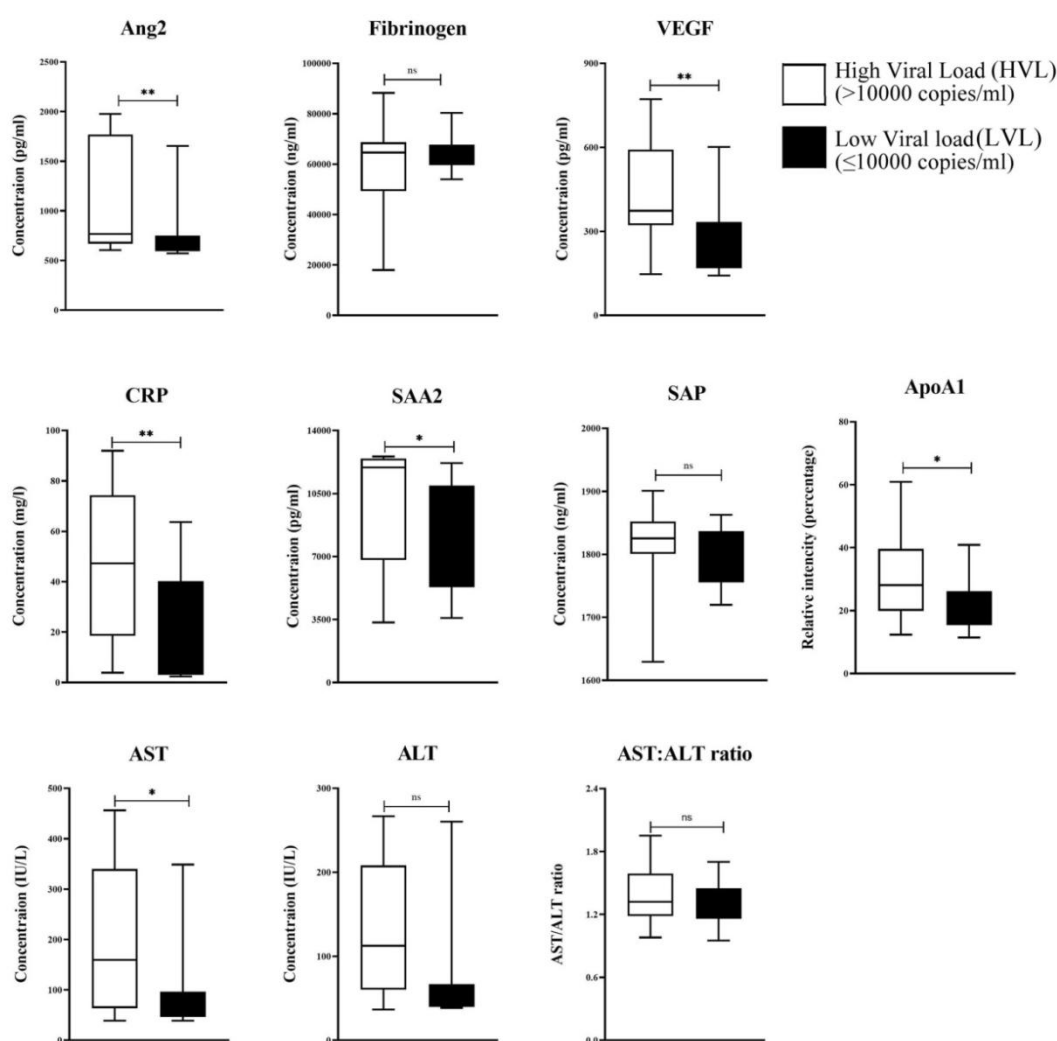 Ang2
Concentraion (pg/ml)
2500
2000
1500
1000
500
0
**
Fibrinogen
Concentraion (ng/ml)
100000
80000
60000
40000
20000
0
ns
VEGF
Concentraion (pg/ml)
900
600
300
0
**
High Viral Load (HVL)
(>10000 copies/ml)
Low Viral load (LVL)
(≤10000 copies/ml)
CRP
Concentration (mg/l)
100
80
60
40
20
0
**
SAA2
Concentraion (pg/ml)
14000
10500
7000
3500
0
*
SAP
Concentraion (ng/ml)
2000
1900
1800
1700
1600
ns
ApoA1
Relative intencity (percentage)
80
60
40
20
0
*
AST
Concentraion (IU/L)
500
400
300
200
100
0
*
ALT
Concentraion (IU/L)
300
200
100
0
ns
AST:ALT ratio
AST/ALT ratio
2.4
1.8
1.2
0.6
0.0
ns